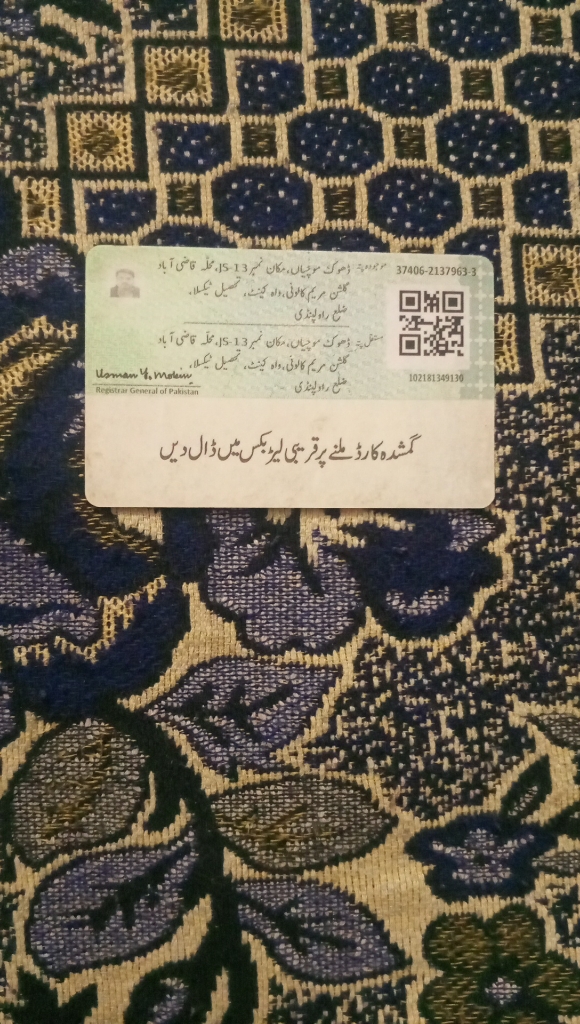 موجودہ پتہ ڈھوک موچیاں، مکان نمبر JS-13، محلہ قاضی آباد
گلشن مریم کالونی، واہ کینٹ، تحصیل ٹیکسلا،
ضلع راولپنڈی
37406-2137963-3
مستقل پتہ ڈھوک موچیاں، مکان نمبر JS-13، محلہ قاضی آباد
گلشن مریم کالونی، واہ کینٹ، تحصیل ٹیکسلا،
ضلع راولپنڈی
102181349130
Usman Y. Mobin
Registrar General of Pakistan
گمشدہ کارڈ ملنے پر قریبی لیٹر بکس میں ڈال دیں